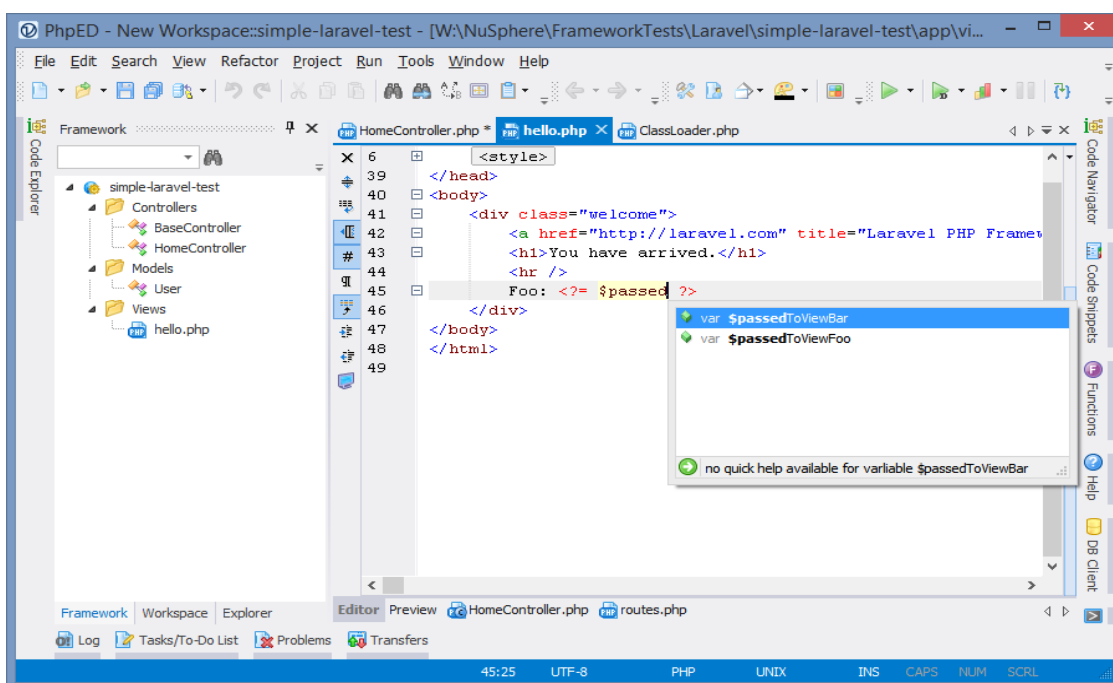 PhpED - New Workspace::simple-laravel-test - [W:\NuSphere\FrameworkTests\Laravel\simple-laravel-test\app\vi...
File Edit Search View Refactor Project Run Tools Window Help
Code Explorer
Framework
simple-laravel-test
Controllers
BaseController
HomeController
Models
User
Views
hello.php
Framework Workspace Explorer
HomeController.php * hello.php ClassLoader.php
6 <style>
39 </head>
40 <body>
41 <div class="welcome">
42 <a href="http://laravel.com" title="Laravel PHP Framew
43 <h1>You have arrived.</h1>
44 <hr />
45 Foo: <?= $passed ?>
46 </div>
47 </body>
48 </html>
49
var $passedToViewBar
var $passedToViewFoo
no quick help available for varliable $passedToViewBar
Editor Preview HomeController.php routes.php
Code Navigator
Code Snippets
Functions
Help
DB Client
Log Tasks/To-Do List Problems Transfers
45:25 UTF-8 PHP UNIX INS CAPS NUM SCRL